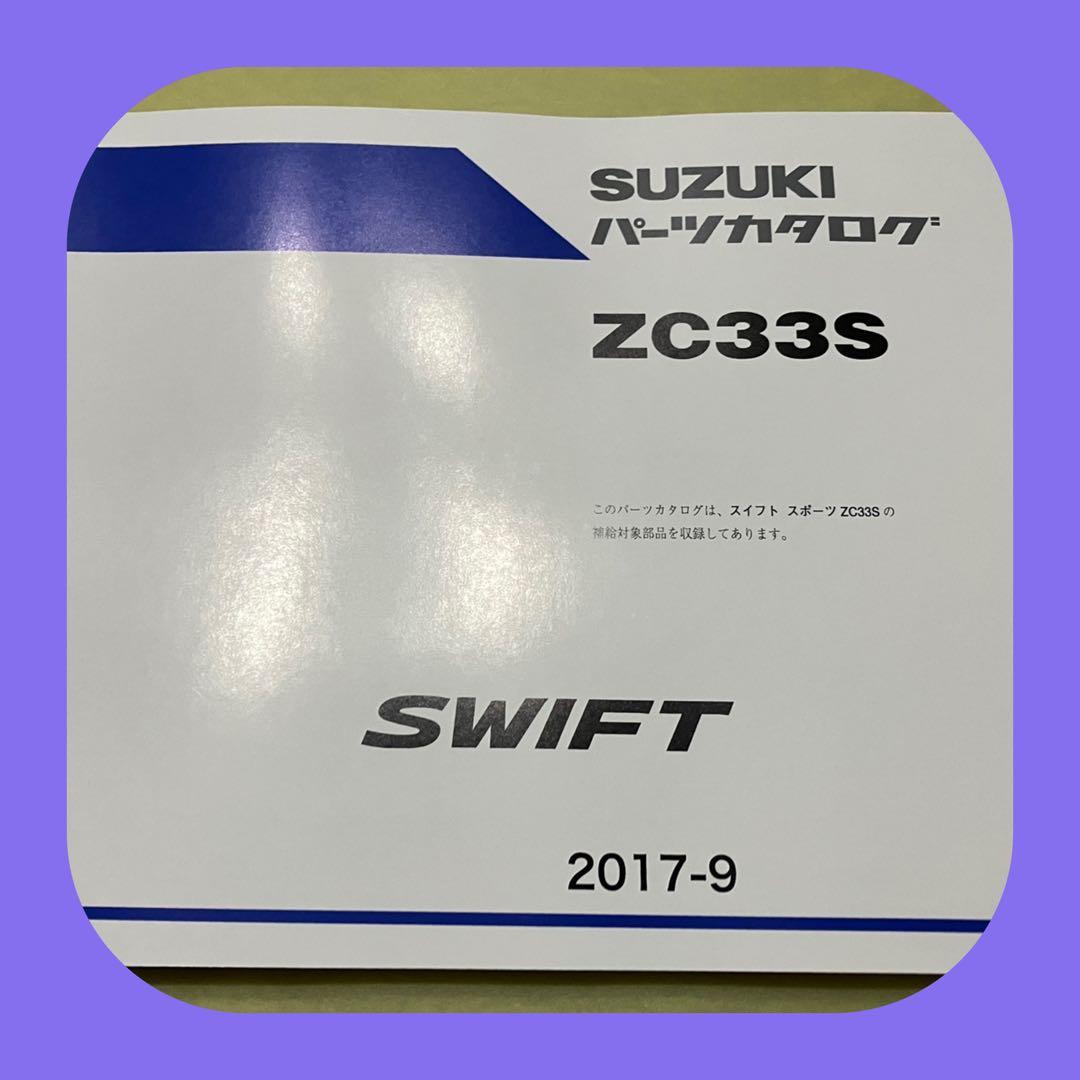 SUZUKI
パーツカタログ
ZC33S
このパーツカタログは、スイフト スポーツ ZC33S の
補給対象部品を収録してあります。
SWIFT
2017-9